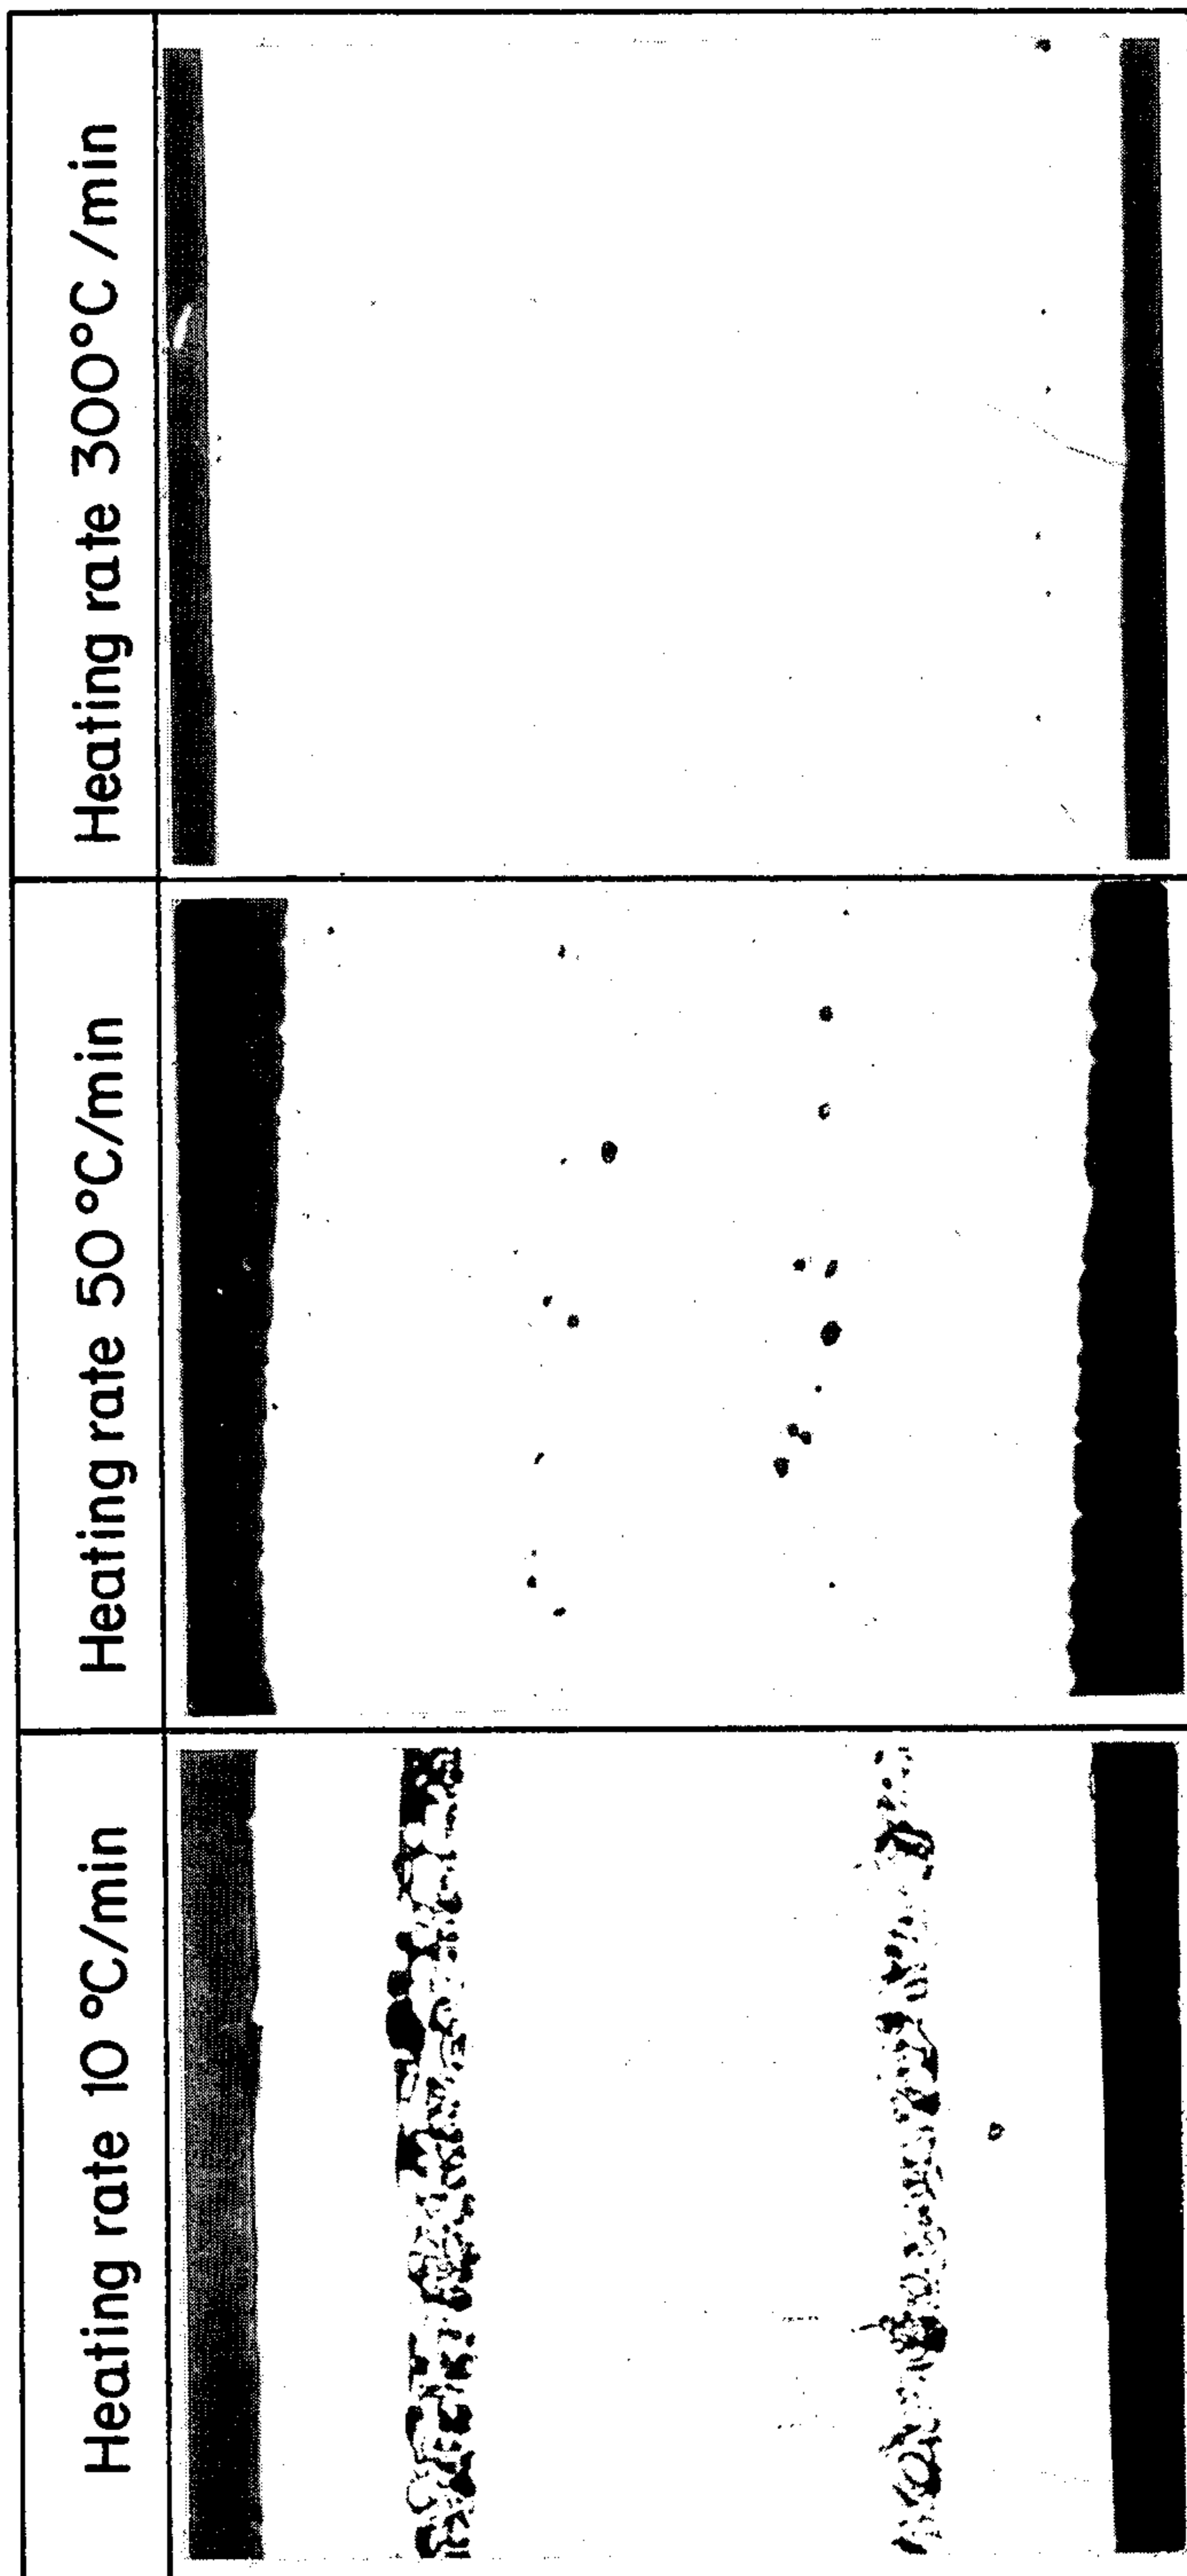 Heating rate 10 °C/min
Heating rate 50 °C/min
Heating rate 300°C /min